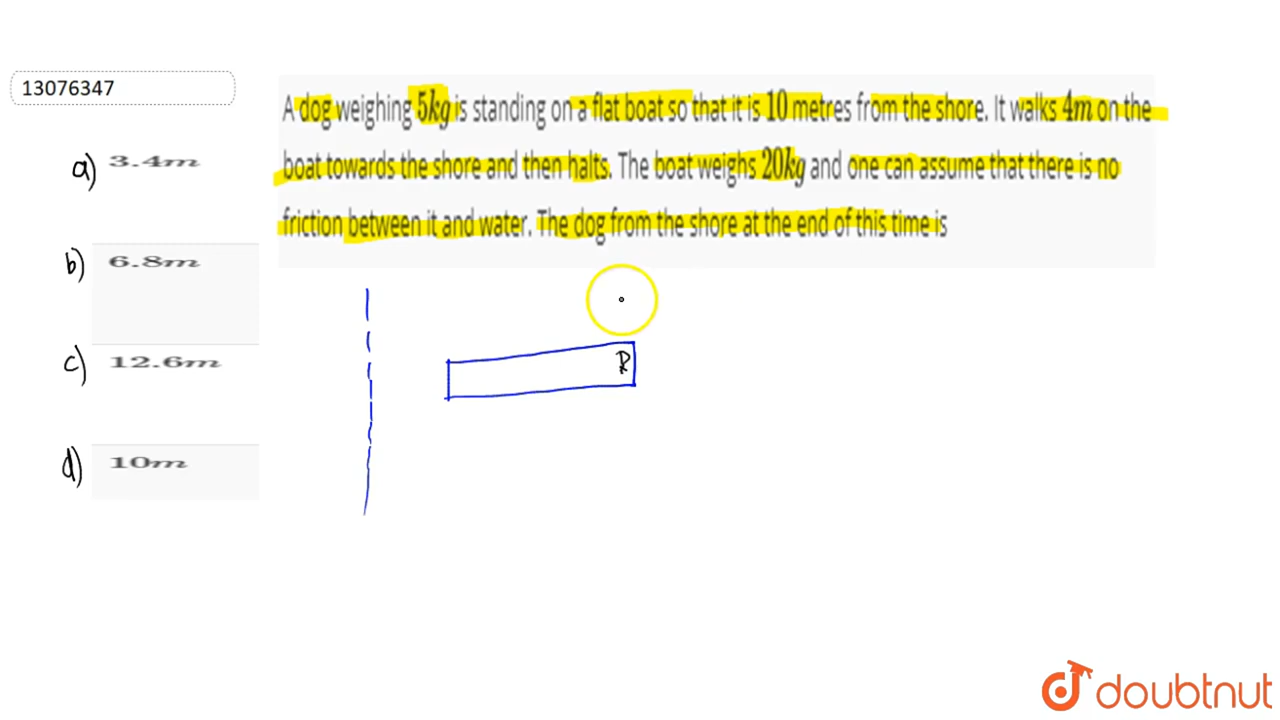 13076347
A dog weighing 5kg is standing on a flat boat so that it is 10 metres from the shore. It walks 4m on the
boat towards the shore and then halts. The boat weighs 20kg and one can assume that there is no
friction between it and water. The dog from the shore at the end of this time is
a) 3.4m
b) 6.8m
c) 12.6m
d) 10m
doubtnut